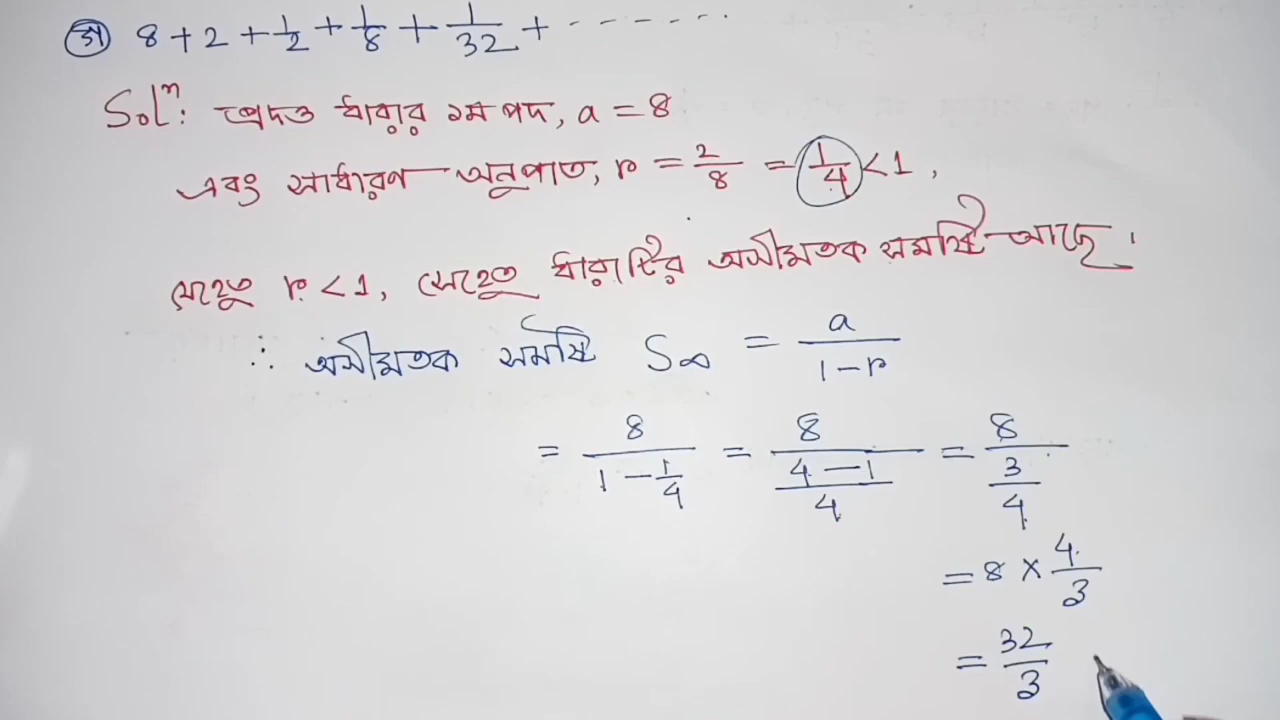 (আ) 8 + 2 + 1/2 + 1/8 + 1/32 + .......
Solⁿ: প্রদত্ত ধারার ১ম পদ, a = 8
এবং সাধারণ অনুপাত, r = 2/8 = 1/4 < 1,
যেহেতু r < 1, সেহেতু ধারাটির অসীমতক সমষ্টি আছে।
∴ অসীমতক সমষ্টি S∞ = a/(1-r)
= 8/(1 - 1/4) = 8/((4-1)/4) = 8/(3/4)
= 8 × 4/3
= 32/3